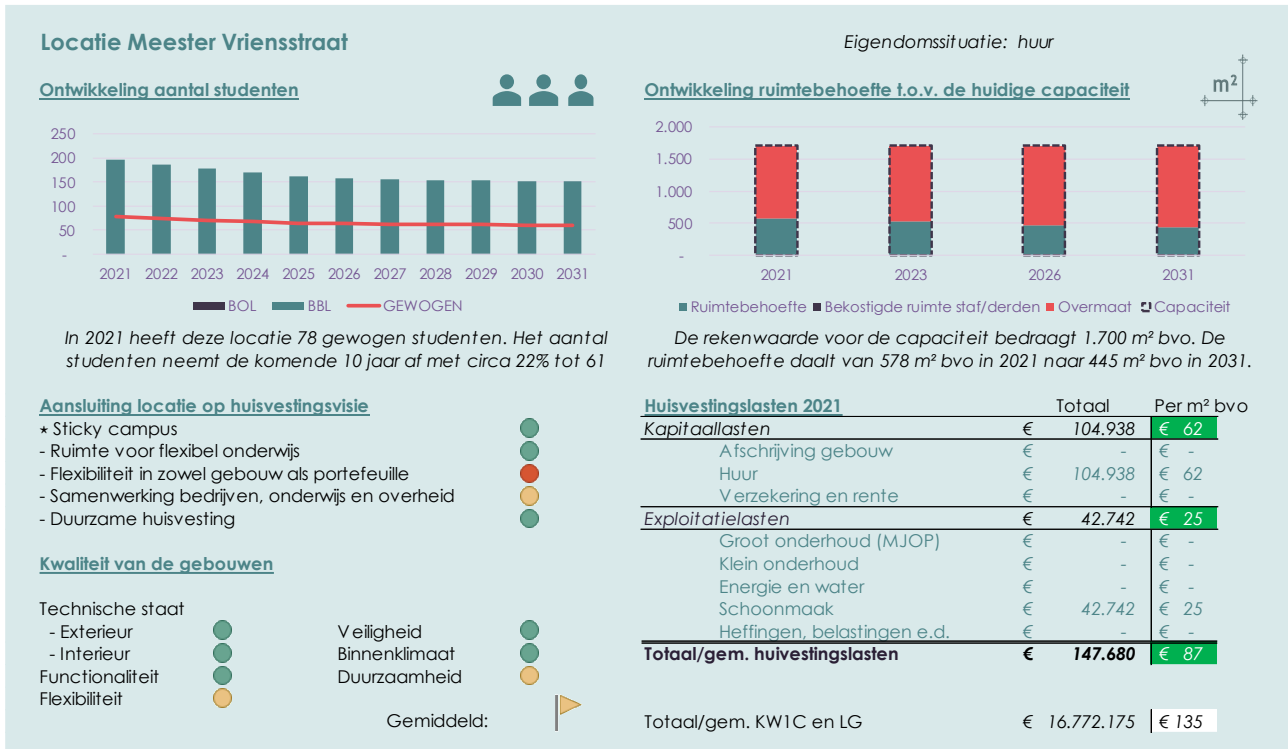 Locatie Meester Vriensstraat
Eigendomssituatie: huur
Ontwikkeling aantal studenten
250
200
150
100
50
-
2021 2022 2023 2024 2025 2026 2027 2028 2029 2030 2031
BOL BBL GEWOGEN
In 2021 heeft deze locatie 78 gewogen studenten. Het aantal
studenten neemt de komende 10 jaar af met circa 22% tot 61
Ontwikkeling ruimtebehoefte t.o.v. de huidige capaciteit
m²
2.000
1.500
1.000
500
-
2021 2023 2026 2031
Ruimtebehoefte Bekostigde ruimte staf/derden Overmaat Capaciteit
De rekenwaarde voor de capaciteit bedraagt 1.700 m² bvo. De
ruimtebehoefte daalt van 578 m² bvo in 2021 naar 445 m² bvo in 2031.
Aansluiting locatie op huisvestingsvisie
* Sticky campus
- Ruimte voor flexibel onderwijs
- Flexibiliteit in zowel gebouw als portefeuille
- Samenwerking bedrijven, onderwijs en overheid
- Duurzame huisvesting
Kwaliteit van de gebouwen
Technische staat
- Exterieur Veiligheid
- Interieur Binnenklimaat
Functionaliteit Duurzaamheid
Flexibiliteit
Gemiddeld:
Huisvestingslasten 2021 Totaal Per m² bvo
Kapitaallasten € 104.938 € 62
Afschrijving gebouw € - € -
Huur € 104.938 € 62
Verzekering en rente € - € -
Exploitatielasten € 42.742 € 25
Groot onderhoud (MJOP) € - € -
Klein onderhoud € - € -
Energie en water € - € -
Schoonmaak € 42.742 € 25
Heffingen, belastingen e.d. € - € -
Totaal/gem. huivestingslasten € 147.680 € 87
Totaal/gem. KW1C en LG € 16.772.175 € 135